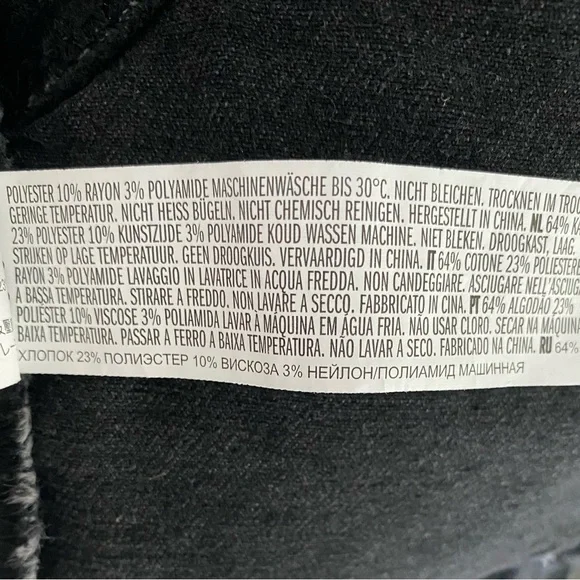 POLYESTER 10% RAYON 3% POLYAMIDE MASCHINENWÄSCHE BIS 30°C. NICHT BLEICHEN. TROCKNEN IM
GERINGE TEMPERATUR. NICHT HEISS BÜGELN. NICHT CHEMISCH REINIGEN. HERGESTELLT IN CHINA. NL 64%
23% POLYESTER 10% KUNSTZIJDE 3% POLYAMIDE KOUD WASSEN MACHINE. NIET BLEKEN. DROOGKAST, LAAG.
STRIJKEN OP LAGE TEMPERATUUR. GEEN DROOGKUIS. VERVAARDIGD IN CHINA. IT 64% COTONE 23% POLIESTERE
RAYON 3% POLYAMIDE LAVAGGIO IN LAVATRICE IN ACQUA FREDDA. NON CANDEGGIARE. ASCIUGARE
A BASSA TEMPERATURA. STIRARE A FREDDO. NON LAVARE A SECCO. FABBRICATO IN CINA. PT 64% ALGODÃO 23%
POLIÉSTER 10% VISCOSE 3% POLIAMIDA LAVAR À MÁQUINA EM ÁGUA FRIA. NÃO USAR CLORO. SECAR NA MÁQUINA
BAIXA TEMPERATURA. PASSAR A FERRO À BAIXA TEMPERATURA. NÃO LAVAR A SECO. FABRICADO NA CHINA. RU 64%
ХЛОПОК 23% ПОЛИЭСТЕР 10% ВИСКОЗА 3% НЕЙЛОН/ПОЛИАМИД МАШИННАЯ